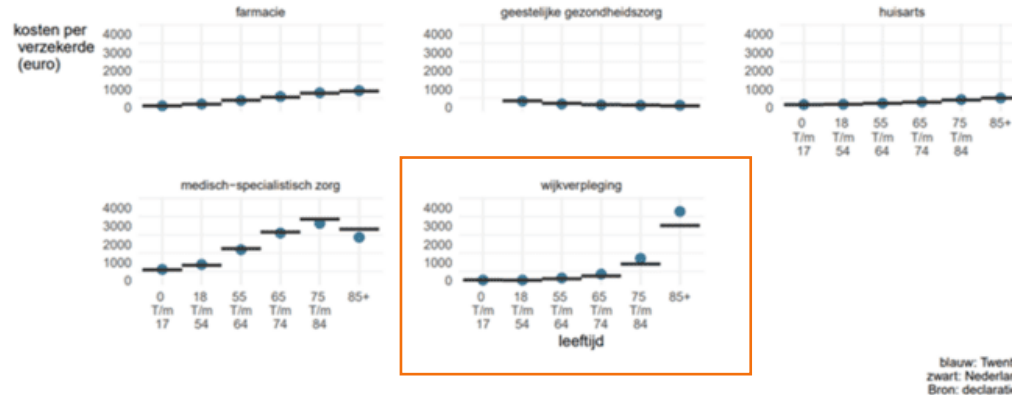 farmacie
geestelijke gezondheidszorg
huisarts
kosten per
verzekerde
(euro)
4000
3000
2000
1000
0
4000
3000
2000
1000
0
4000
3000
2000
1000
0
0 18 55 65 75 85+
T/m T/m T/m T/m T/m
17 54 64 74 84
medisch-specialistisch zorg
wijkverpleging
4000
3000
2000
1000
0
4000
3000
2000
1000
0
0 18 55 65 75 85+
T/m T/m T/m T/m T/m
17 54 64 74 84
0 18 55 65 75 85+
T/m T/m T/m T/m T/m
17 54 64 74 84
leeftijd
blauw: Twent
zwart: Nederlan
Bron: declaratie